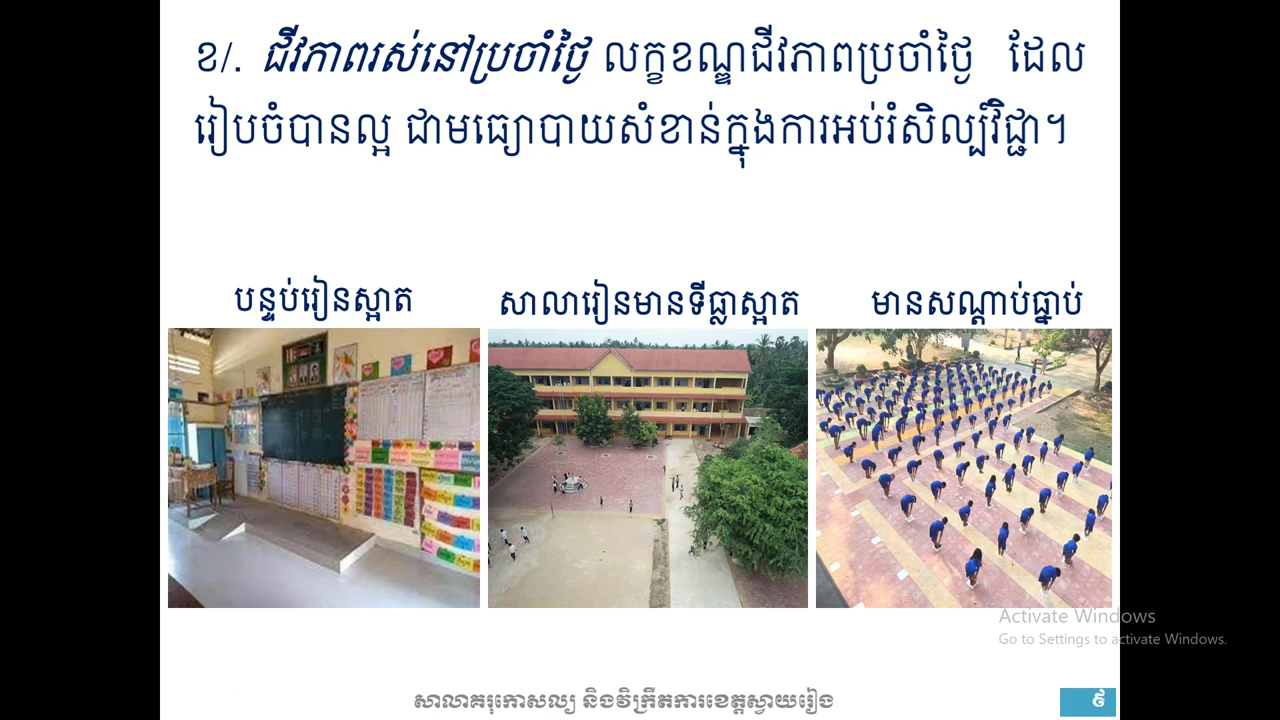 ខ/. ជីវភាពរស់នៅប្រចាំថ្ងៃ លក្ខខណ្ឌជីវភាពប្រចាំថ្ងៃ ដែល
រៀបចំបានល្អ ជាមធ្យោបាយសំខាន់ក្នុងការអប់រំសិល្ប៍វិជ្ជា។
បន្ទប់រៀនស្អាត
សាលារៀនមានទីធ្លាស្អាត
មានសណ្តាប់ធ្នាប់
Activate Windows
Go to Settings to activate Windows.
សាលាគរុកោសល្យ និងវិក្រឹតការខេត្តស្វាយរៀង
៩